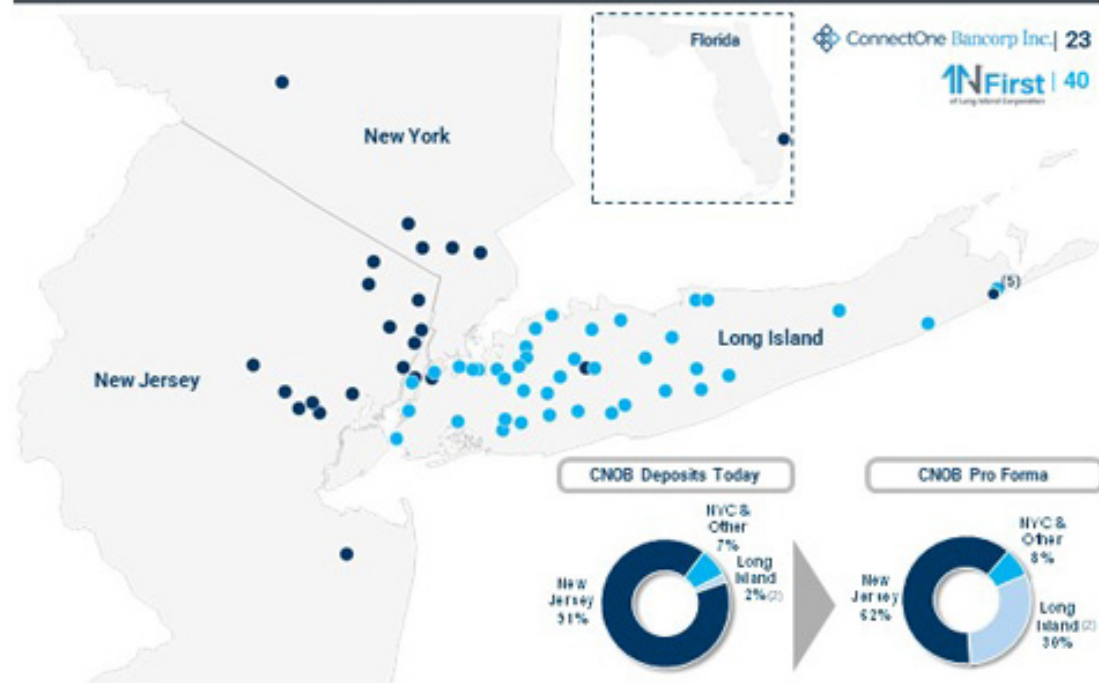 Florida
ConnectOne Bancorp Inc. | 23
First | 40
of Long Island Corporation
New York
(5)
Long Island
New Jersey
CNOB Deposits Today
CNOB Pro Forma
NYC &
Other
7%
Long
Island
2% (2)
New
Jersey
91%
NYC &
Other
8%
New
Jersey
62%
Long
Island (2)
30%